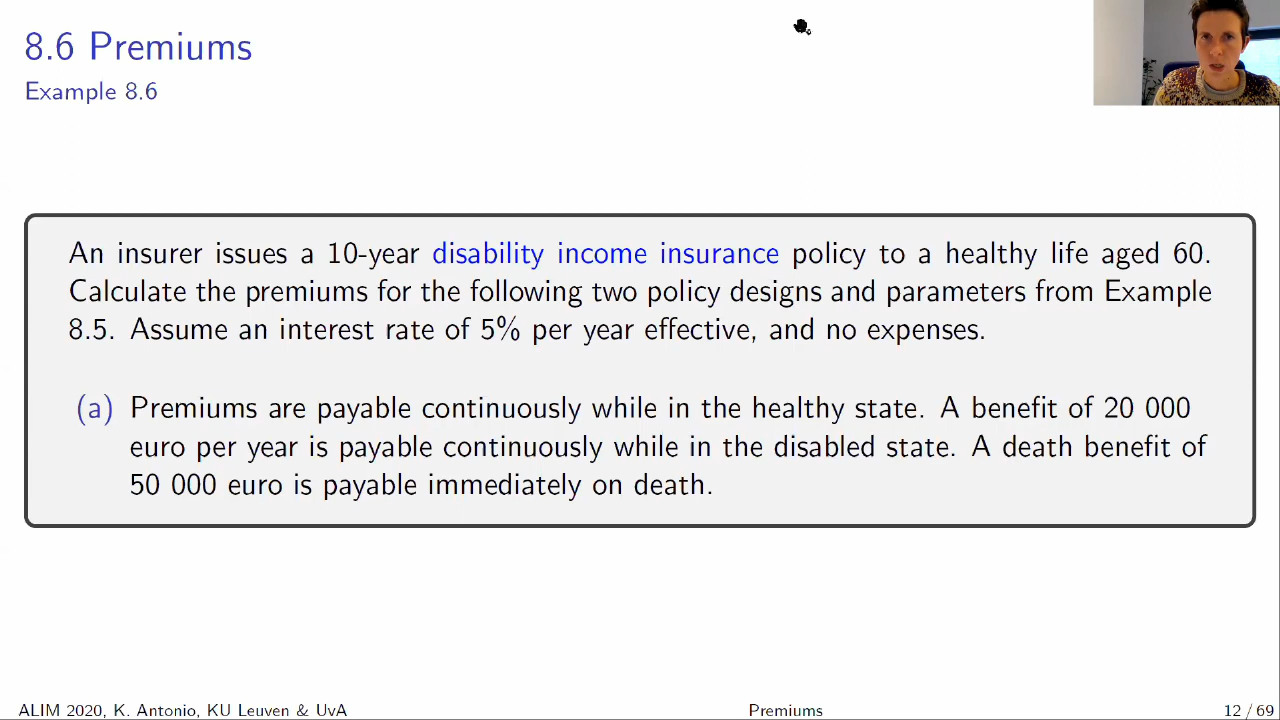 8.6 Premiums
Example 8.6
An insurer issues a 10-year disability income insurance policy to a healthy life aged 60.
Calculate the premiums for the following two policy designs and parameters from Example
8.5. Assume an interest rate of 5% per year effective, and no expenses.
(a) Premiums are payable continuously while in the healthy state. A benefit of 20 000
euro per year is payable continuously while in the disabled state. A death benefit of
50 000 euro is payable immediately on death.
ALIM 2020, K. Antonio, KU Leuven & UvA
Premiums
12 / 69